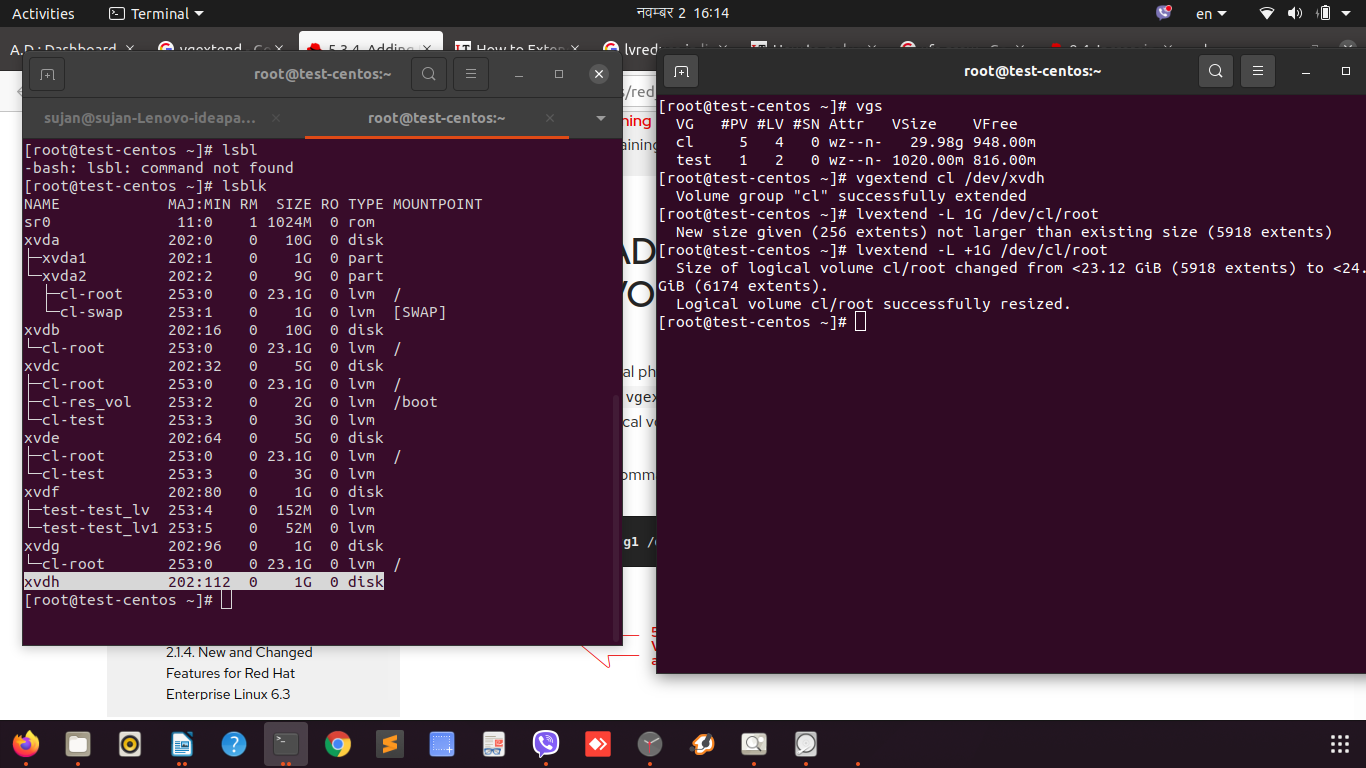 Activities
Terminal
नवम्बर 2 16:14
en
A.D : Dashboard
vgextend - Go
5.3.4. Adding
How to Exten
root@test-centos:~
sujan@sujan-Lenovo-ideapa...
root@test-centos:~
[root@test-centos ~]# lsbl
-bash: lsbl: command not found
[root@test-centos ~]# lsblk
NAME MAJ:MIN RM SIZE RO TYPE MOUNTPOINT
sr0 11:0 1 1024M 0 rom
xvda 202:0 0 10G 0 disk
├─xvda1 202:1 0 1G 0 part
└─xvda2 202:2 0 9G 0 part
├─cl-root 253:0 0 23.1G 0 lvm /
└─cl-swap 253:1 0 1G 0 lvm [SWAP]
xvdb 202:16 0 10G 0 disk
└─cl-root 253:0 0 23.1G 0 lvm /
xvdc 202:32 0 5G 0 disk
├─cl-root 253:0 0 23.1G 0 lvm /
├─cl-res_vol 253:2 0 2G 0 lvm /boot
└─cl-test 253:3 0 3G 0 lvm
xvde 202:64 0 5G 0 disk
├─cl-root 253:0 0 23.1G 0 lvm /
└─cl-test 253:3 0 3G 0 lvm
xvdf 202:80 0 1G 0 disk
├─test-test_lv 253:4 0 152M 0 lvm
└─test-test_lv1 253:5 0 52M 0 lvm
xvdg 202:96 0 1G 0 disk
└─cl-root 253:0 0 23.1G 0 lvm /
xvdh 202:112 0 1G 0 disk
[root@test-centos ~]#
root@test-centos:~
[root@test-centos ~]# vgs
VG #PV #LV #SN Attr VSize VFree
cl 5 4 0 wz--n- 29.98g 948.00m
test 1 2 0 wz--n- 1020.00m 816.00m
[root@test-centos ~]# vgextend cl /dev/xvdh
Volume group "cl" successfully extended
[root@test-centos ~]# lvextend -L 1G /dev/cl/root
New size given (256 extents) not larger than existing size (5918 extents)
[root@test-centos ~]# lvextend -L +1G /dev/cl/root
Size of logical volume cl/root changed from <23.12 GiB (5918 extents) to <24.
GiB (6174 extents).
Logical volume cl/root successfully resized.
[root@test-centos ~]#
s/red_
ning
aining
AD
VO
al ph
vgex
cal vo
omm
g1 /
2.1.4. New and Changed
Features for Red Hat
Enterprise Linux 6.3